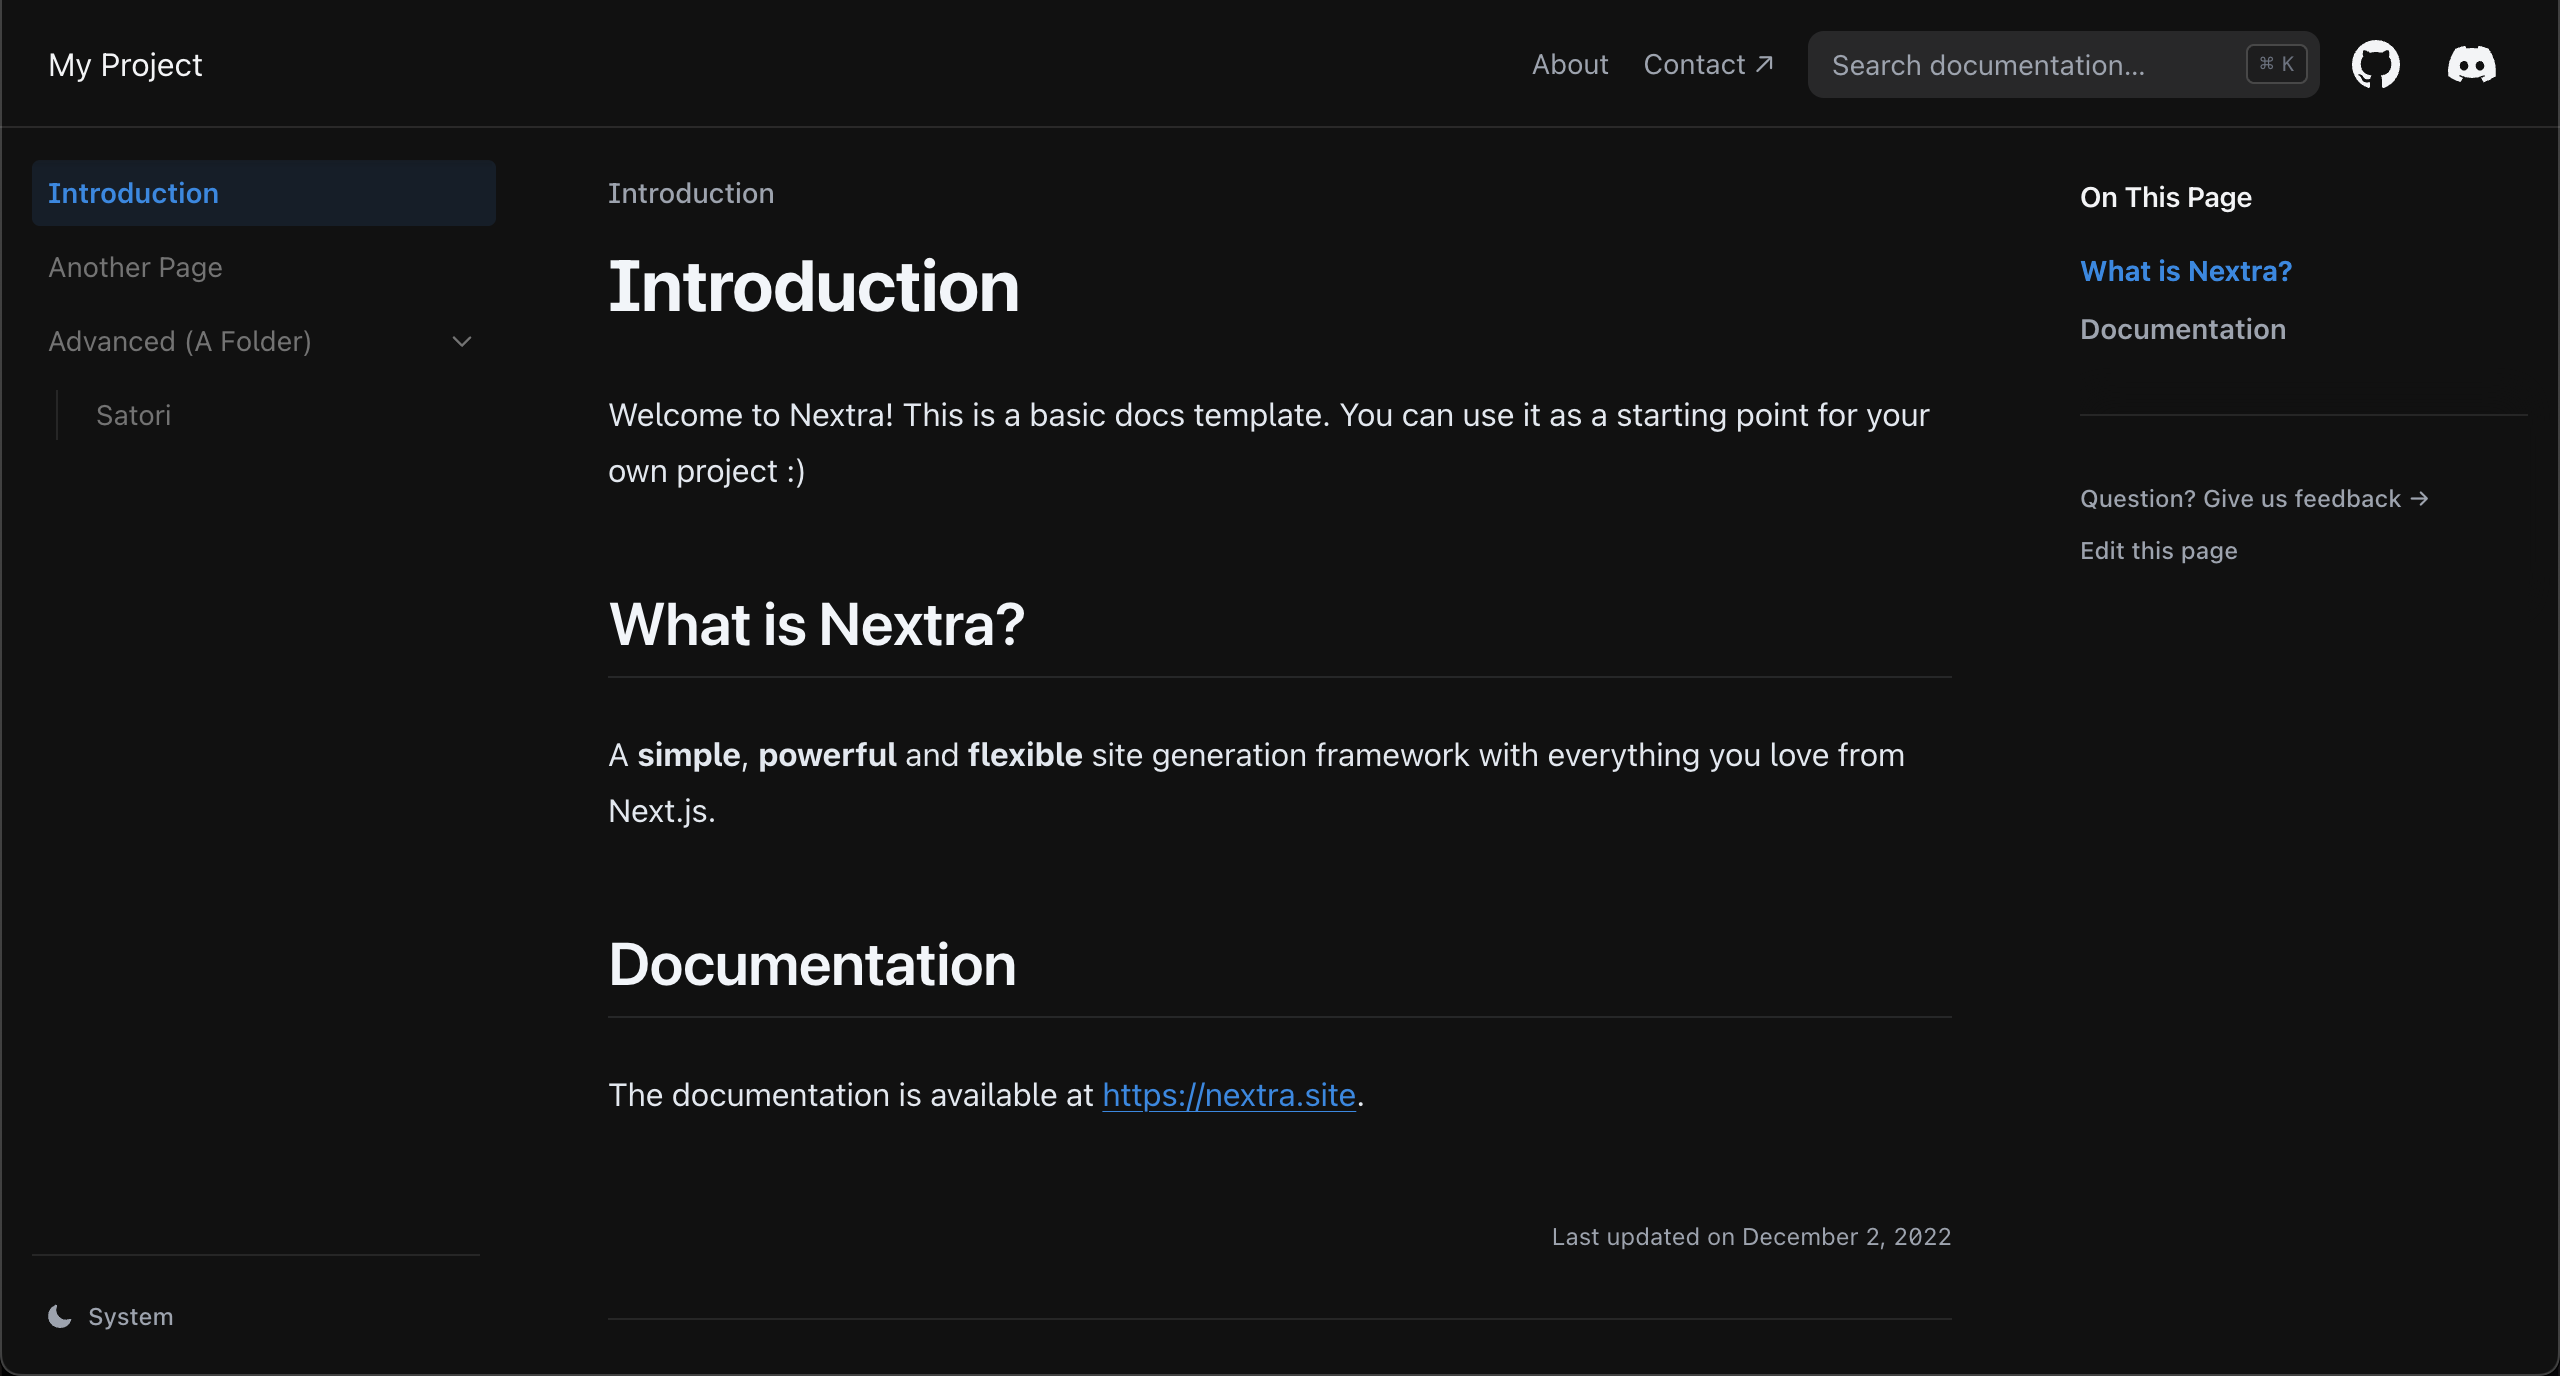 My Project
About
Contact ↗
Search documentation...
⌘ K
Introduction
Another Page
Advanced (A Folder)
Satori
System
Introduction
Introduction
Welcome to Nextra! This is a basic docs template. You can use it as a starting point for your
own project :)
What is Nextra?
A simple, powerful and flexible site generation framework with everything you love from
Next.js.
Documentation
The documentation is available at https://nextra.site.
Last updated on December 2, 2022
On This Page
What is Nextra?
Documentation
Question? Give us feedback →
Edit this page